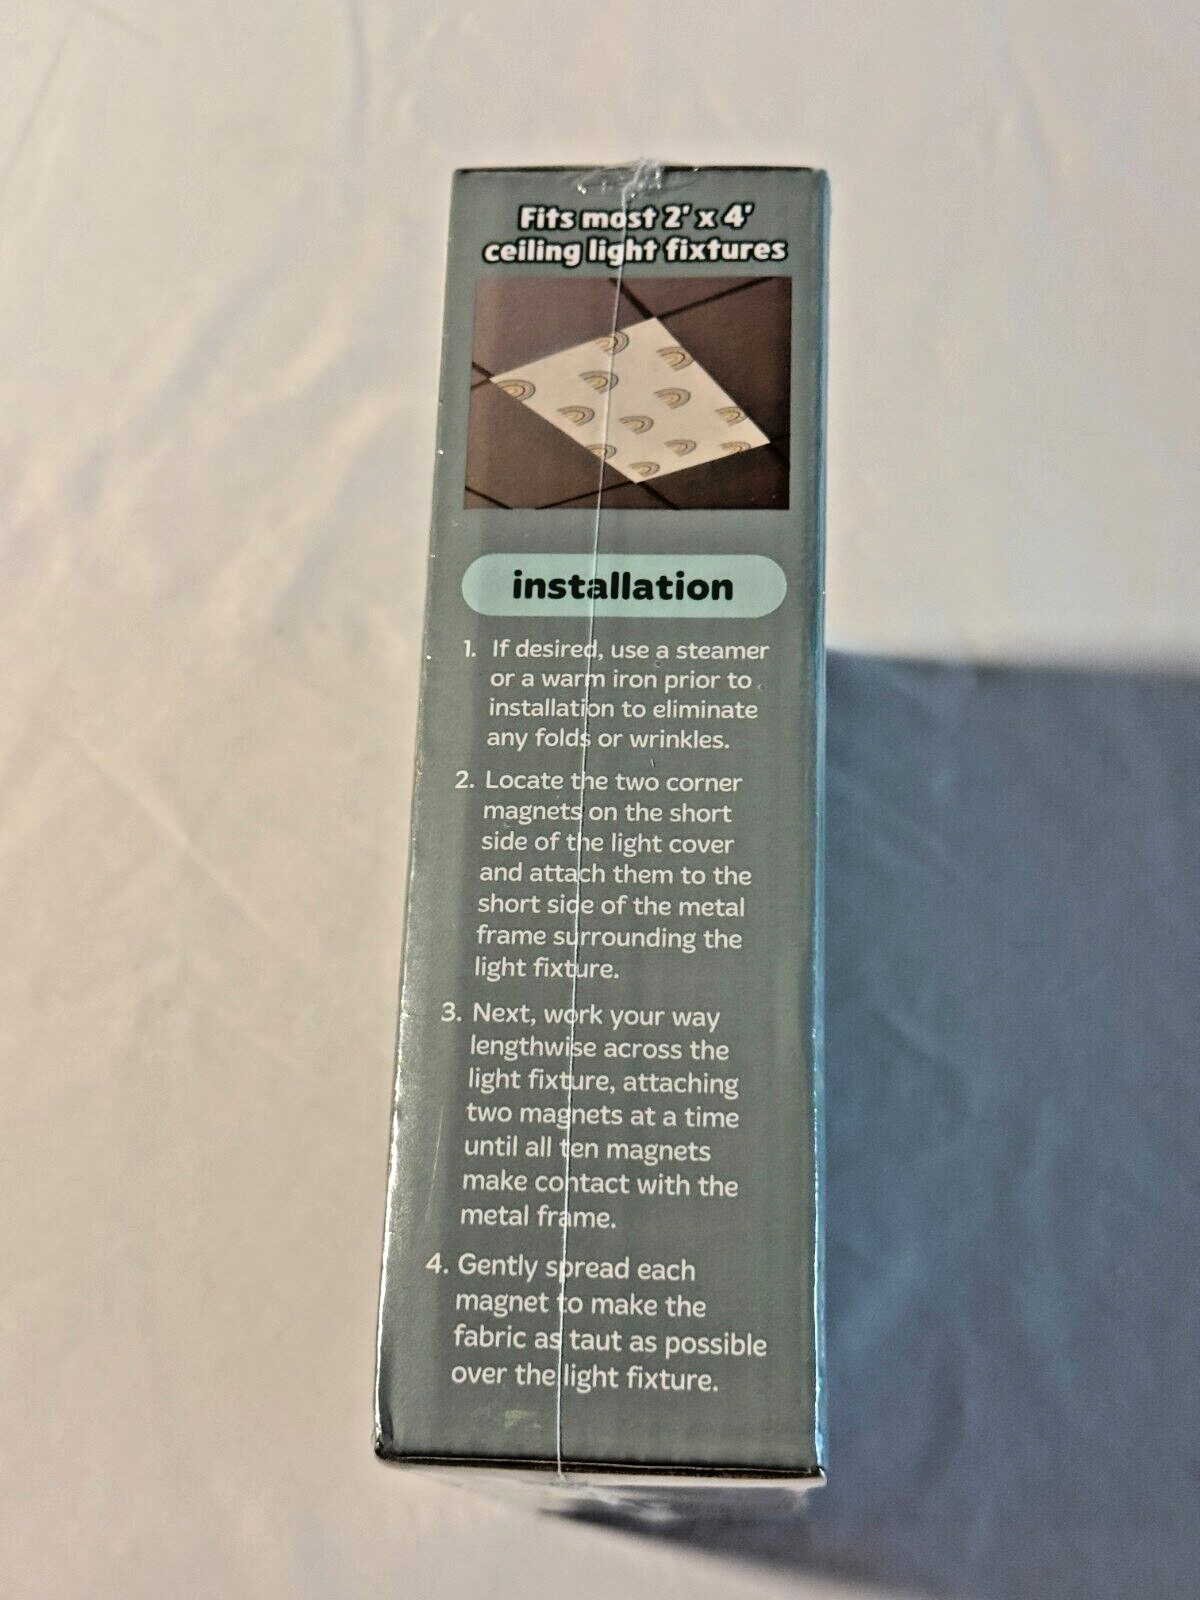 Fits most 2' x 4'
ceiling light fixtures
installation
1. If desired, use a steamer
or a warm iron prior to
installation to eliminate
any folds or wrinkles.
2. Locate the two corner
magnets on the short
side of the light cover
and attach them to the
short side of the metal
frame surrounding the
light fixture.
3. Next, work your way
lengthwise across the
light fixture, attaching
two magnets at a time
until all ten magnets
make contact with the
metal frame.
4. Gently spread each
magnet to make the
fabric as taut as possible
over the light fixture.